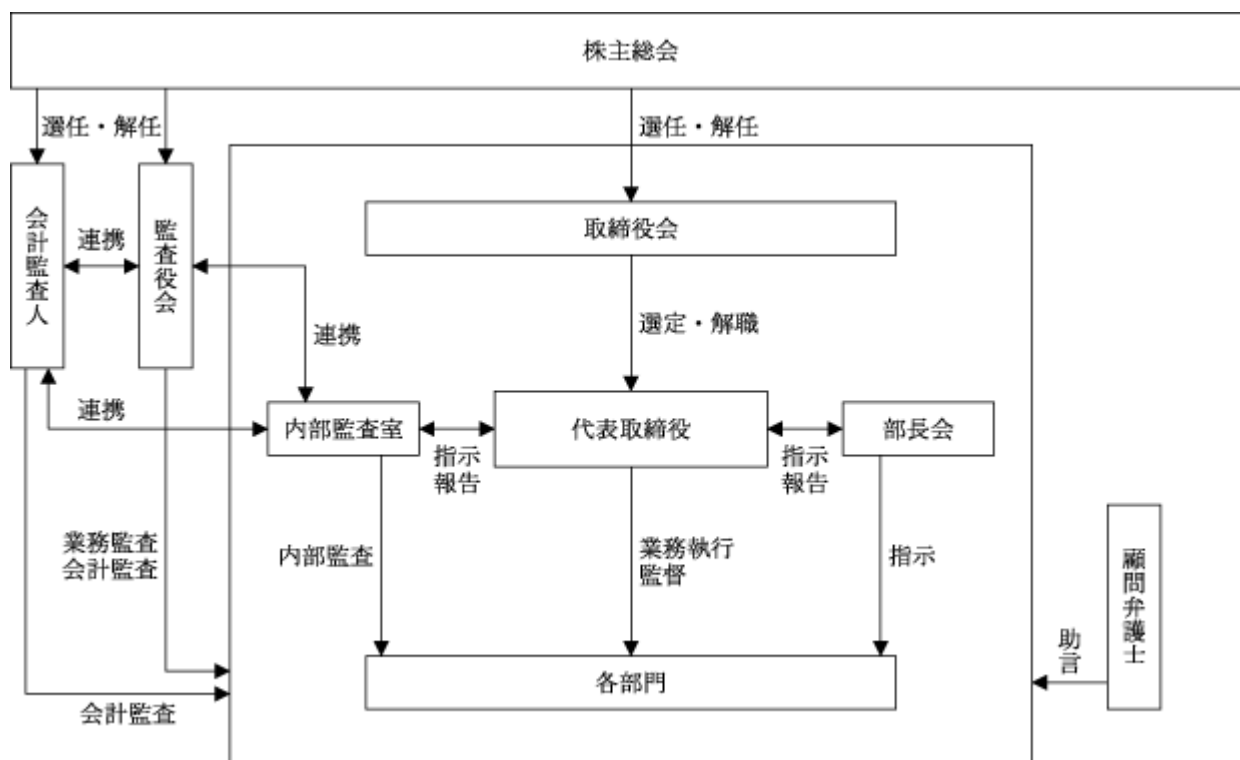 株主総会
選任・解任
選任・解任
会計監査人
連携
監査役会
取締役会
選定・解職
連携
連携
内部監査室
指示
報告
代表取締役
指示
報告
部長会
業務監査
会計監査
内部監査
業務執行
監督
指示
顧問弁護士
助言
各部門
会計監査